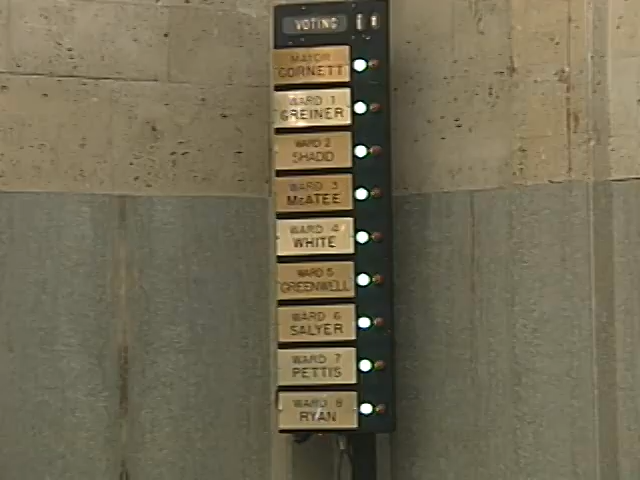 VOTING
MAYOR
CORNETT
WARD 1
GREINER
WARD 2
SHADID
WARD 3
McATEE
WARD 4
WHITE
WARD 5
GREENWELL
WARD 6
SALYER
WARD 7
PETTIS
WARD 8
RYAN